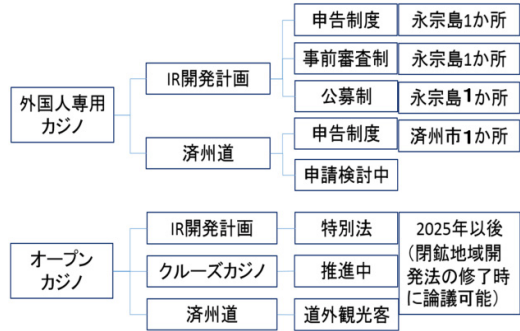 外国人専用
カジノ
IR開発計画
申告制度
永宗島1か所
事前審査制
永宗島1か所
公募制
永宗島1か所
済州道
申告制度
済州市1か所
申請検討中
オープン
カジノ
IR開発計画
特別法
クルーズカジノ
推進中
済州道
道外観光客
2025年以後
（閉鉱地域開
発法の修了時
に論議可能）